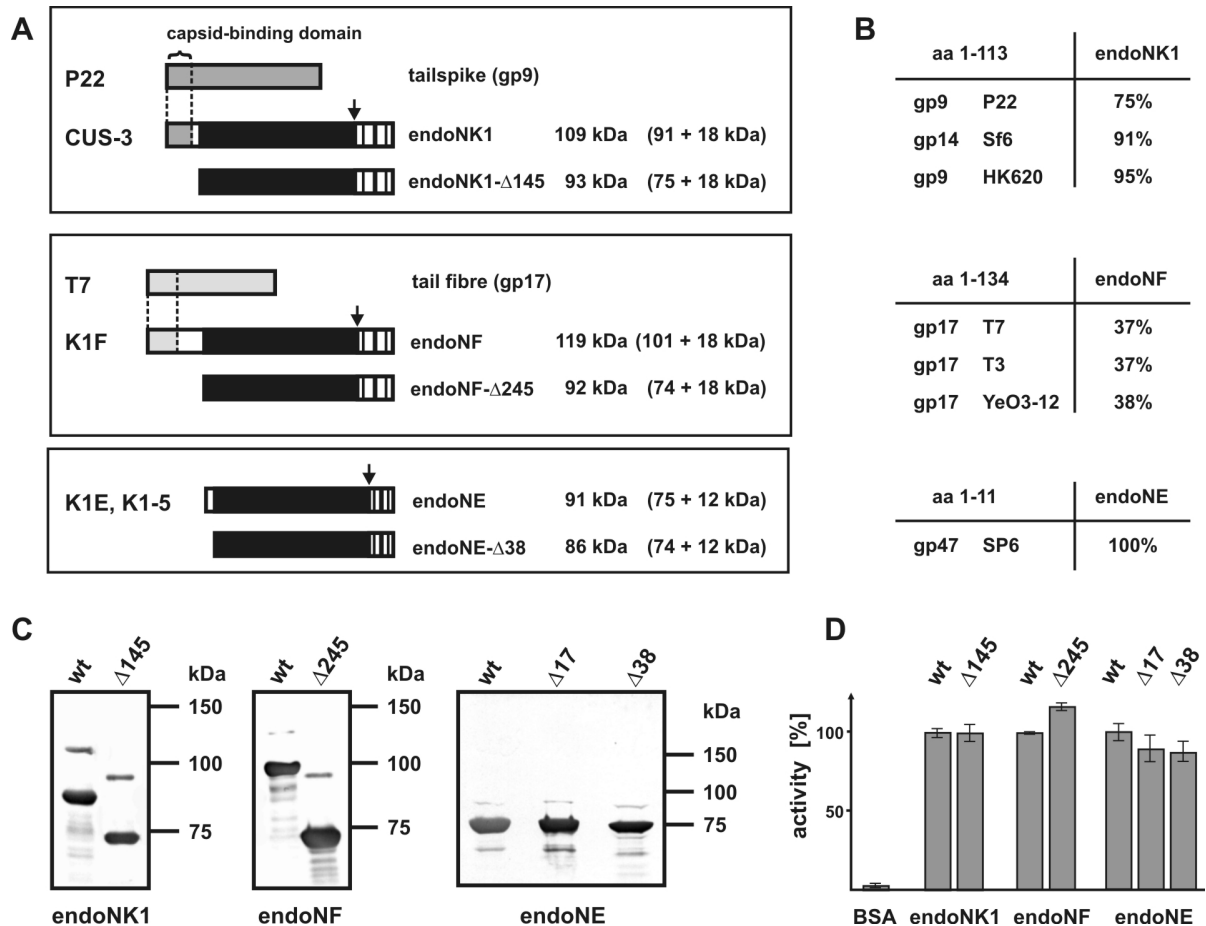 A
capsid-binding domain
P22
tailspike (gp9)
CUS-3
endoNK1 109 kDa (91 + 18 kDa)
endoNK1-Δ145 93 kDa (75 + 18 kDa)
T7
tail fibre (gp17)
K1F
endoNF 119 kDa (101 + 18 kDa)
endoNF-Δ245 92 kDa (74 + 18 kDa)
K1E, K1-5
endoNE 91 kDa (75 + 12 kDa)
endoNE-Δ38 86 kDa (74 + 12 kDa)
B
aa 1-113 endoNK1
gp9 P22 75%
gp14 Sf6 91%
gp9 HK620 95%
aa 1-134 endoNF
gp17 T7 37%
gp17 T3 37%
gp17 YeO3-12 38%
aa 1-11 endoNE
gp47 SP6 100%
C
wt Δ145 kDa
150
100
75
endoNK1
wt Δ245 kDa
150
100
75
endoNF
wt Δ17 Δ38 kDa
150
100
75
endoNE
D
wt Δ145 wt Δ245 wt Δ17 Δ38
activity [%]
100
50
BSA endoNK1 endoNF endoNE